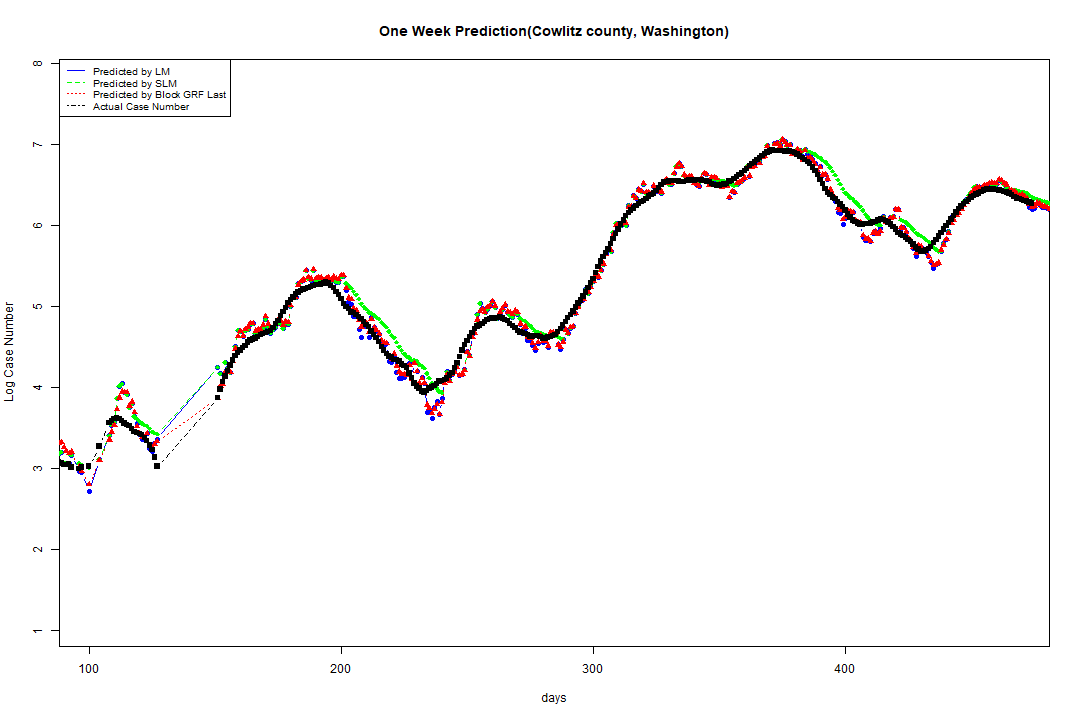 One Week Prediction(Cowlitz county, Washington)
Predicted by LM
Predicted by SLM
Predicted by Block GRF Last
Actual Case Number
8
7
6
5
4
3
2
1
Log Case Number
100 200 300 400
days